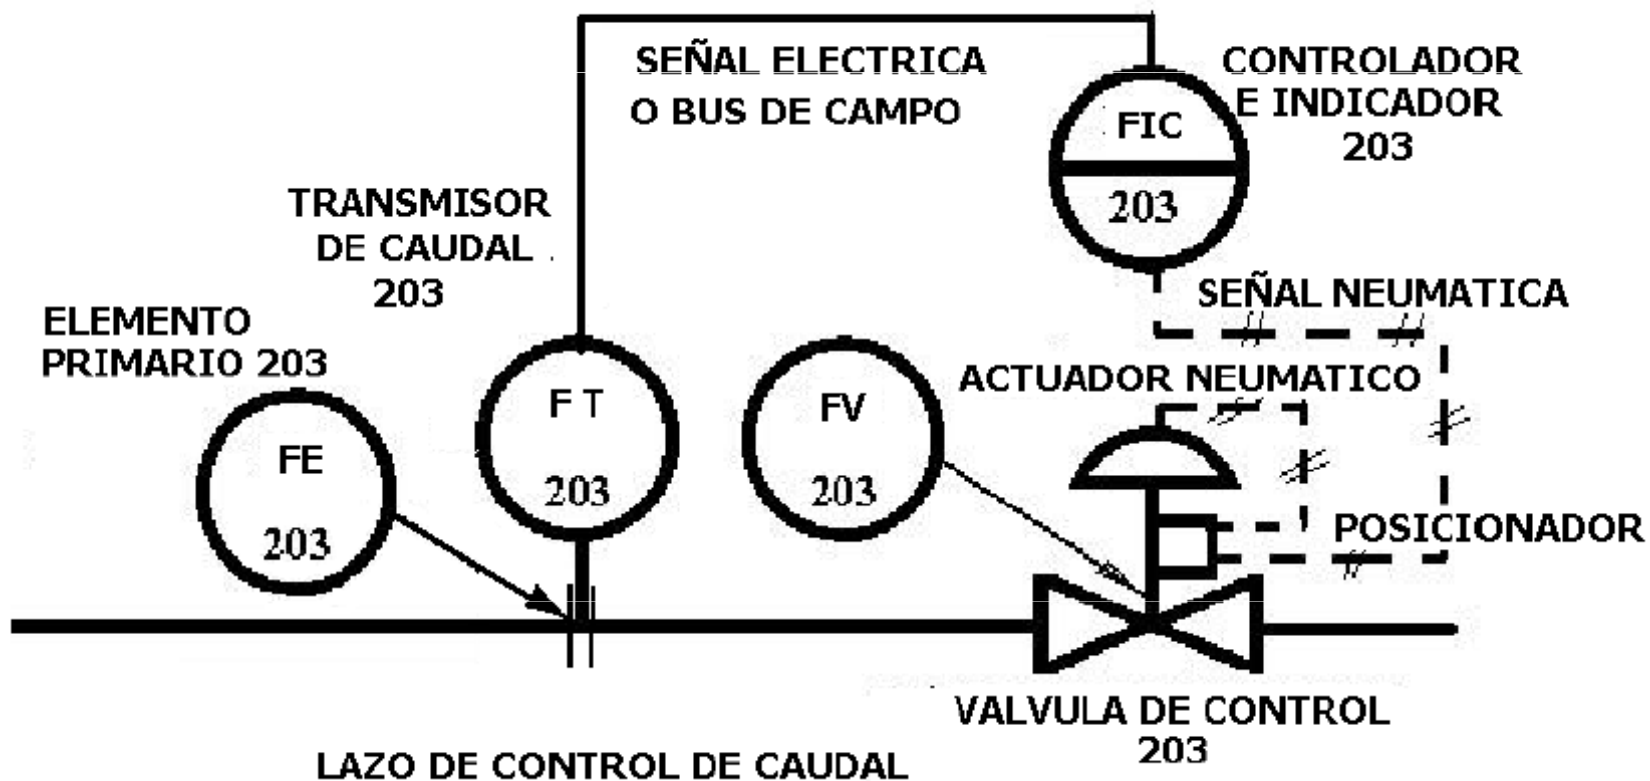 SEÑAL ELECTRICA
O BUS DE CAMPO
CONTROLADOR
E INDICADOR
203
FIC
203
TRANSMISOR
DE CAUDAL
203
SEÑAL NEUMATICA
ELEMENTO
PRIMARIO 203
ACTUADOR NEUMATICO
FE
203
F T
203
FV
203
POSICIONADOR
VALVULA DE CONTROL
203
LAZO DE CONTROL DE CAUDAL